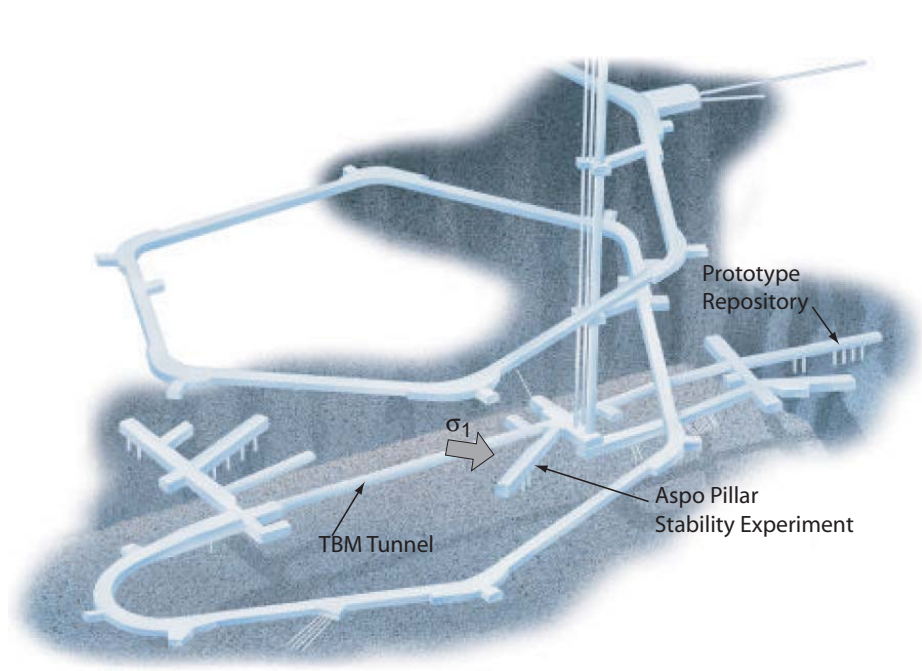 Prototype
Repository
σ1
Aspo Pillar
Stability Experiment
TBM Tunnel